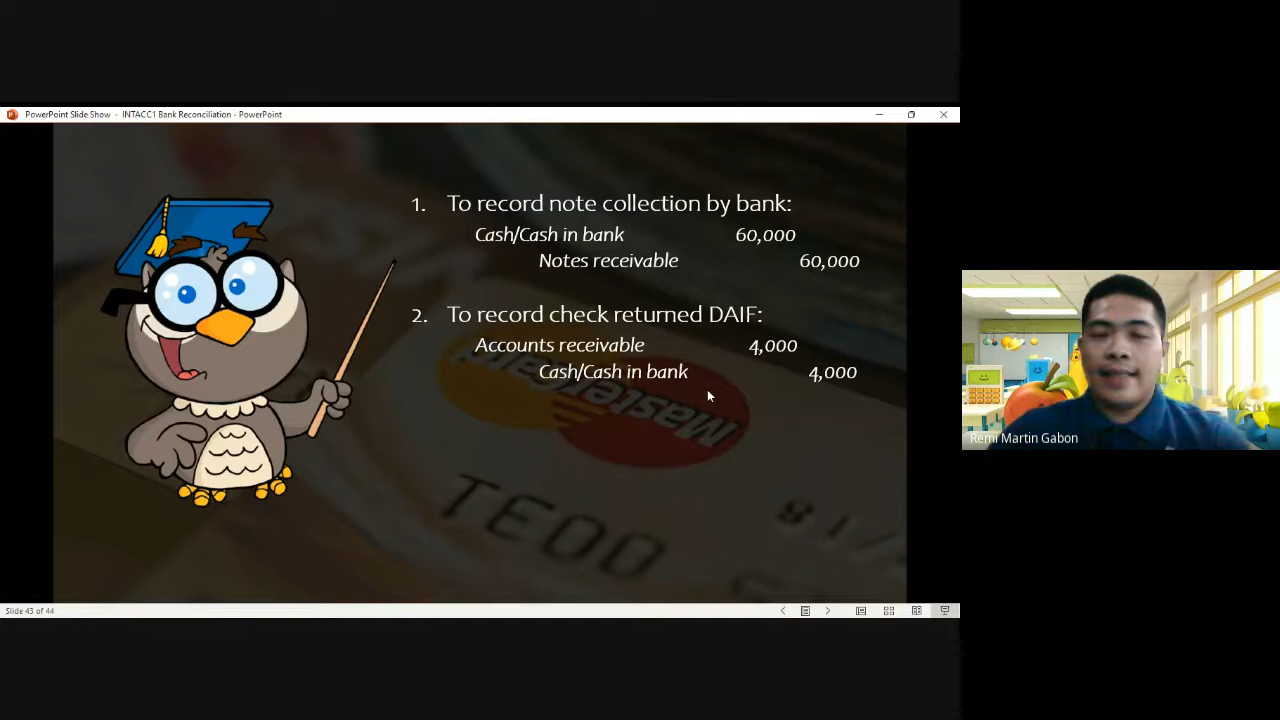 PowerPoint Slide Show - INTACC1 Bank Reconciliation - PowerPoint
1. To record note collection by bank:
Cash/Cash in bank 60,000
Notes receivable 60,000
2. To record check returned DAIF:
Accounts receivable 4,000
Cash/Cash in bank 4,000
MasterCard
TEOO
Remi Martin Gabon
Slide 43 of 44